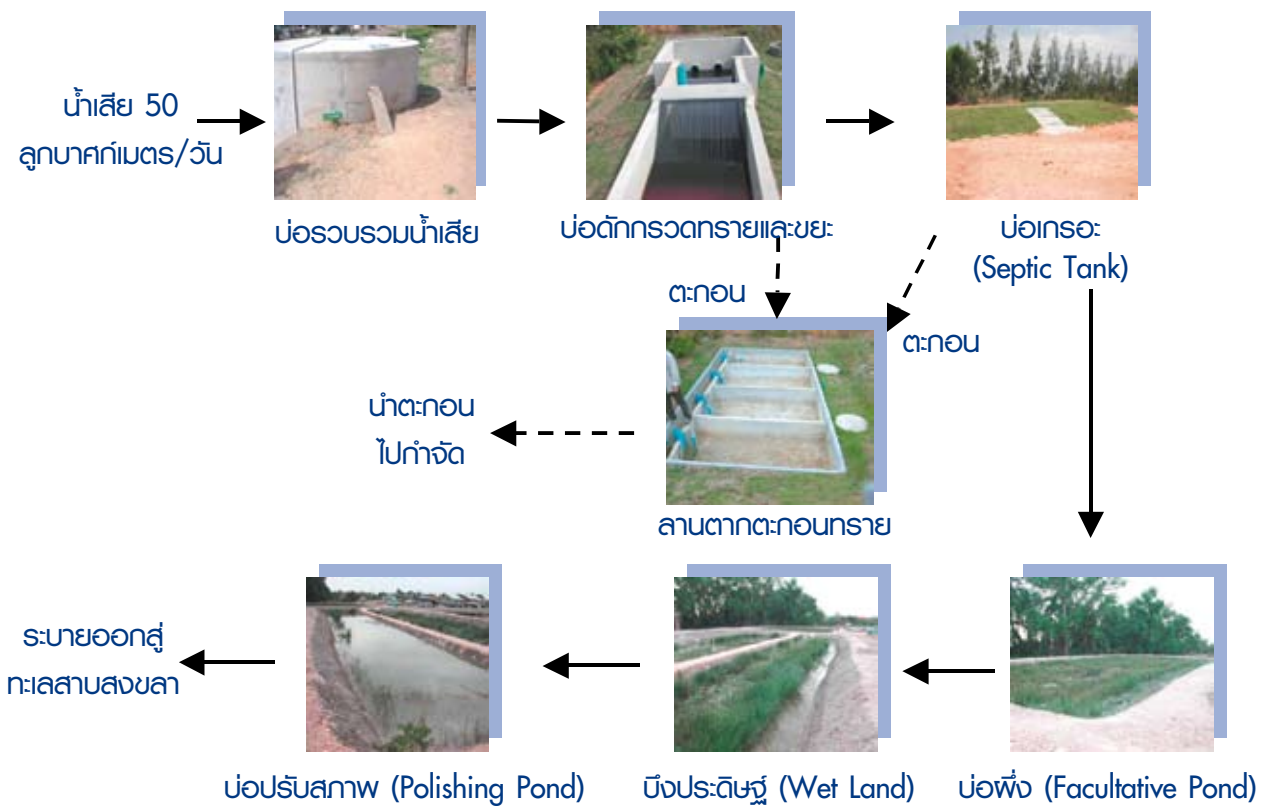 น้ำเสีย 50
ลูกบาศก์เมตร/วัน
บ่อรวบรวมน้ำเสีย
บ่อดักกรวดทรายและขยะ
บ่อเกรอะ
(Septic Tank)
ตะกอน
ตะกอน
นำตะกอน
ไปกำจัด
ลานตากตะกอนทราย
ระบายออกสู่
ทะเลสาบสงขลา
บ่อปรับสภาพ (Polishing Pond)
บึงประดิษฐ์ (Wet Land)
บ่อผึ่ง (Facultative Pond)